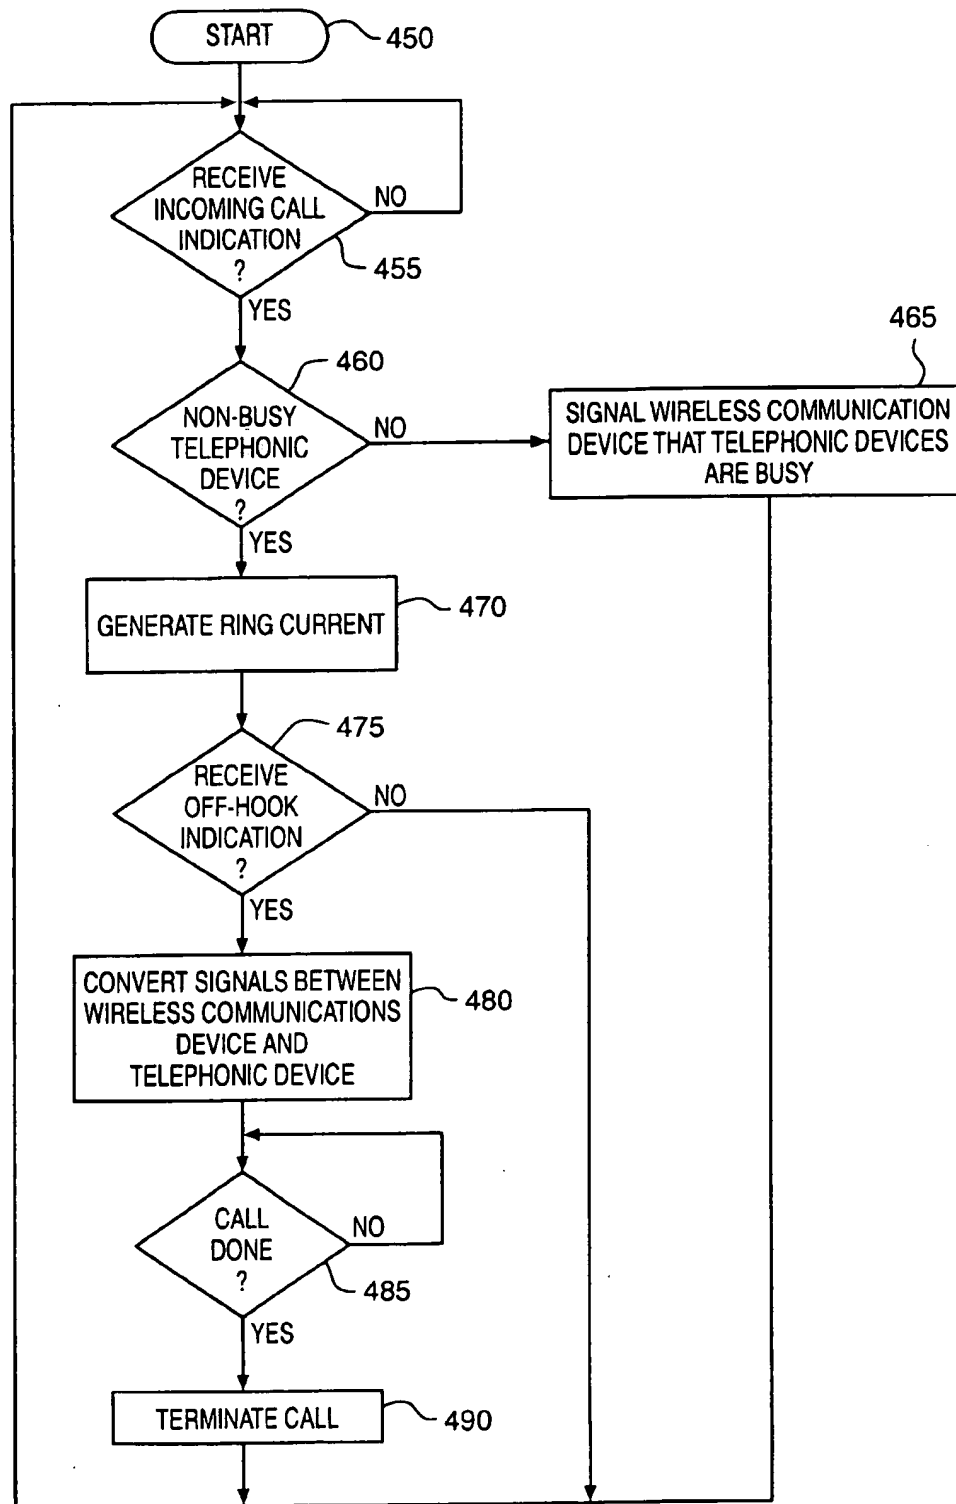 START
450
RECEIVE
INCOMING CALL
INDICATION
?
NO
455
YES
460
465
NON-BUSY
TELEPHONIC
DEVICE
?
NO
SIGNAL WIRELESS COMMUNICATION
DEVICE THAT TELEPHONIC DEVICES
ARE BUSY
YES
GENERATE RING CURRENT
470
475
RECEIVE
OFF-HOOK
INDICATION
?
NO
YES
CONVERT SIGNALS BETWEEN
WIRELESS COMMUNICATIONS
DEVICE AND
TELEPHONIC DEVICE
480
CALL
DONE
?
NO
485
YES
TERMINATE CALL
490